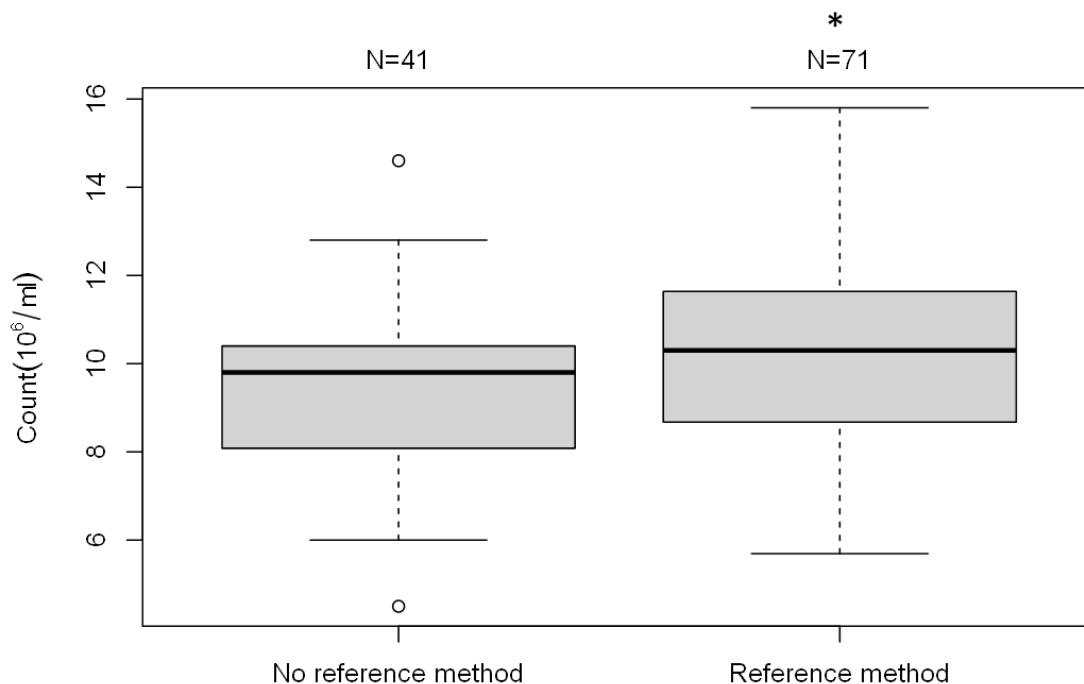 *
N=41 N=71
Count(10⁶/ml)
16
14
12
10
8
6
No reference method Reference method